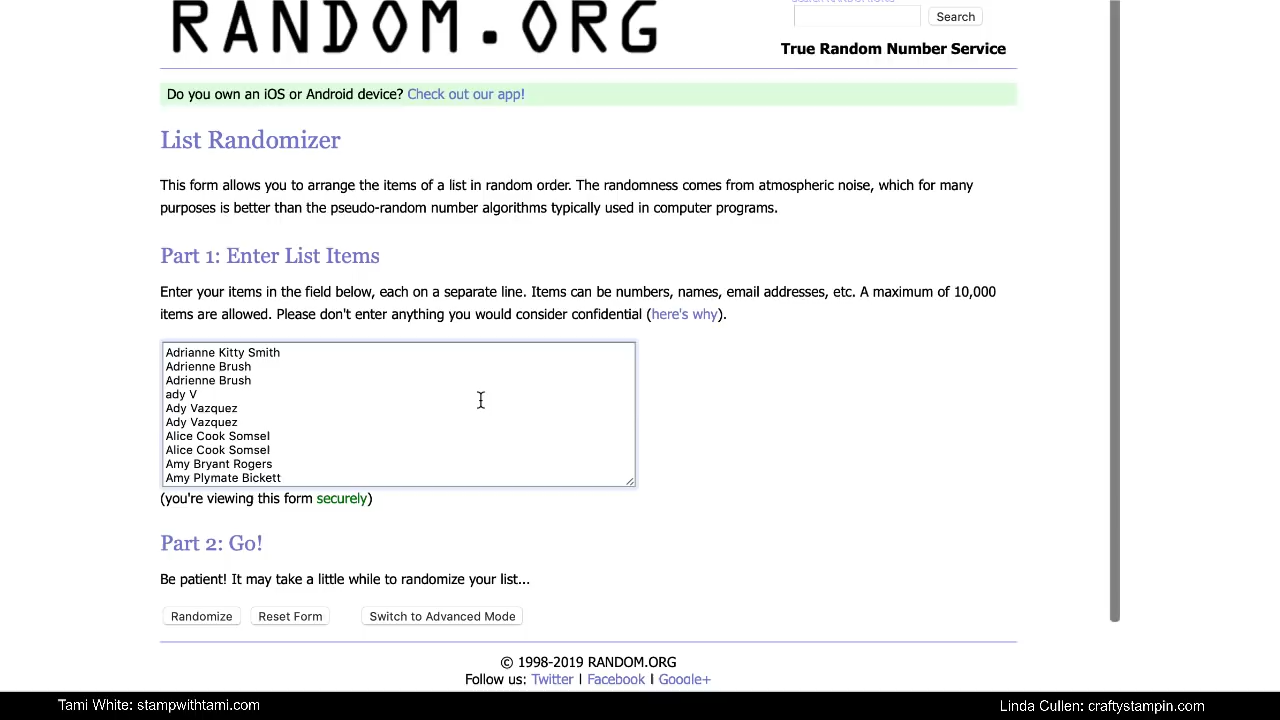 RANDOM.ORG
Search RANDOM.ORG
Search
True Random Number Service
Do you own an iOS or Android device? Check out our app!
List Randomizer
This form allows you to arrange the items of a list in random order. The randomness comes from atmospheric noise, which for many
purposes is better than the pseudo-random number algorithms typically used in computer programs.
Part 1: Enter List Items
Enter your items in the field below, each on a separate line. Items can be numbers, names, email addresses, etc. A maximum of 10,000
items are allowed. Please don't enter anything you would consider confidential (here's why).
Adrianne Kitty Smith
Adrienne Brush
Adrienne Brush
ady V
Ady Vazquez
Ady Vazquez
Alice Cook Somsel
Alice Cook Somsel
Amy Bryant Rogers
Amy Plymate Bickett
(you're viewing this form securely)
Part 2: Go!
Be patient! It may take a little while to randomize your list...
Randomize Reset Form Switch to Advanced Mode
© 1998-2019 RANDOM.ORG
Follow us: Twitter | Facebook | Google+
Tami White: stampwithtami.com
Linda Cullen: craftystampin.com